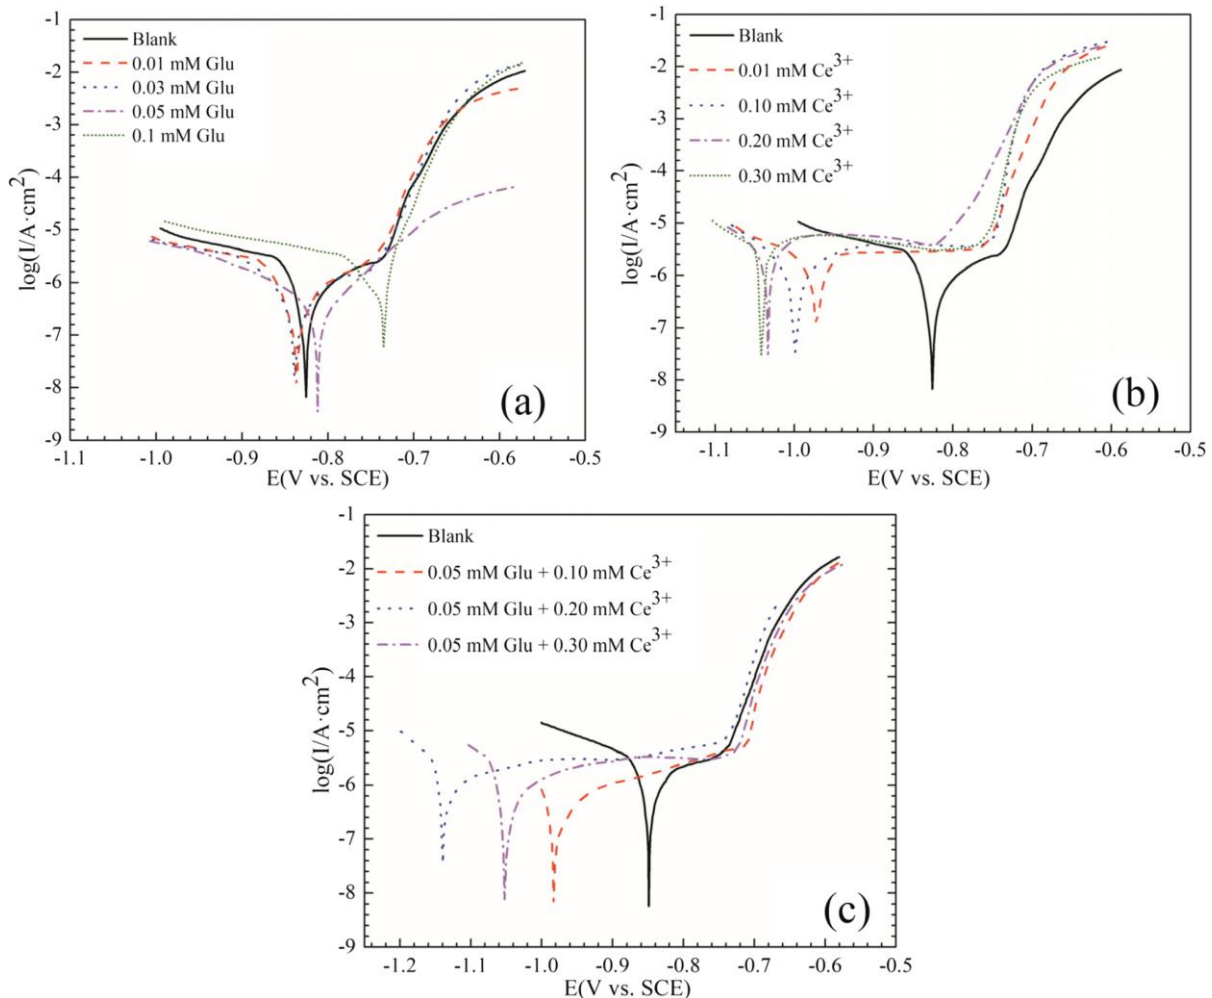 -1
-2
-3
-4
-5
-6
-7
-8
-9
log(I/A·cm²)
Blank
0.01 mM Glu
0.03 mM Glu
0.05 mM Glu
0.1 mM Glu
(a)
-1.1 -1.0 -0.9 -0.8 -0.7 -0.6 -0.5
E(V vs. SCE)
-1
-2
-3
-4
-5
-6
-7
-8
-9
log(I/A·cm²)
Blank
0.01 mM Ce³⁺
0.10 mM Ce³⁺
0.20 mM Ce³⁺
0.30 mM Ce³⁺
(b)
-1.1 -1.0 -0.9 -0.8 -0.7 -0.6 -0.5
E(V vs. SCE)
-1
-2
-3
-4
-5
-6
-7
-8
-9
log(I/A·cm²)
Blank
0.05 mM Glu + 0.10 mM Ce³⁺
0.05 mM Glu + 0.20 mM Ce³⁺
0.05 mM Glu + 0.30 mM Ce³⁺
(c)
-1.2 -1.1 -1.0 -0.9 -0.8 -0.7 -0.6 -0.5
E(V vs. SCE)